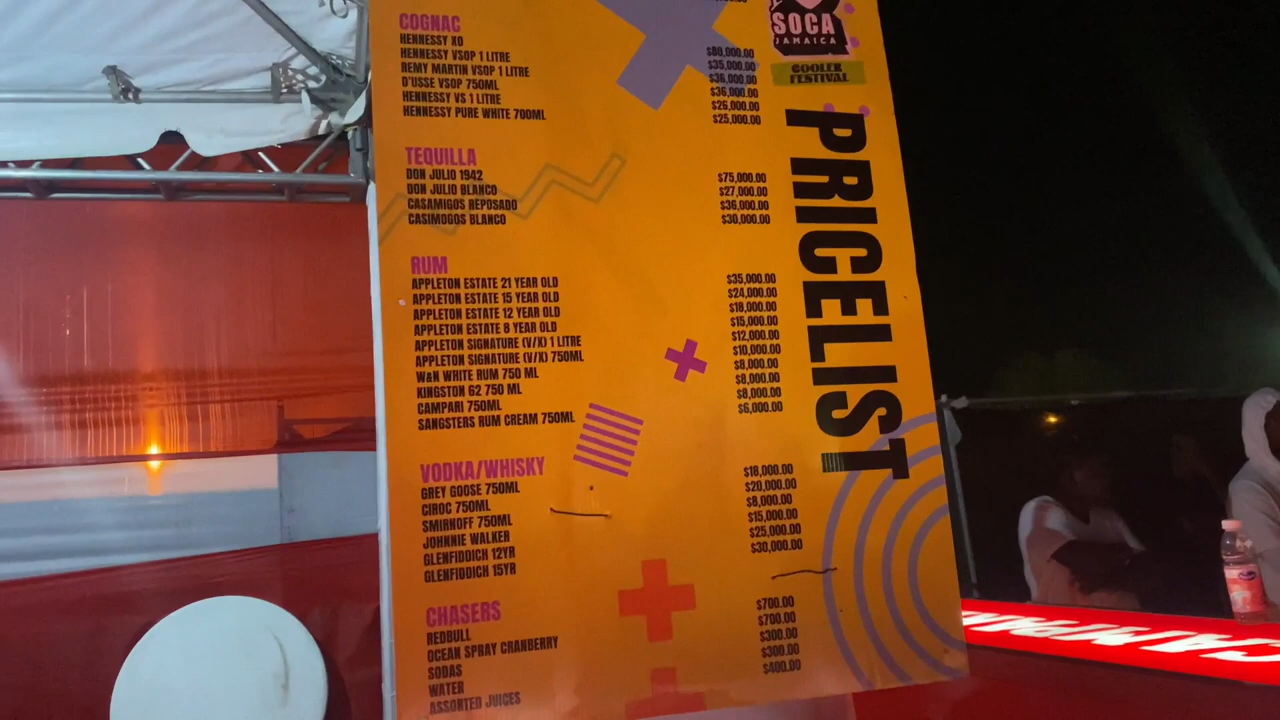 COGNAC
HENNESSY XO $80,000.00
HENNESSY VSOP 1 LITRE $35,000.00
REMY MARTIN VSOP 1 LITRE $36,000.00
D'USSE VSOP 750ML $36,000.00
HENNESSY VS 1 LITRE $26,000.00
HENNESSY PURE WHITE 700ML $25,000.00
TEQUILLA
DON JULIO 1942 $75,000.00
DON JULIO BLANCO $27,000.00
CASAMIGOS REPOSADO $36,000.00
CASIMOGOS BLANCO $30,000.00
RUM
APPLETON ESTATE 21 YEAR OLD $35,000.00
APPLETON ESTATE 15 YEAR OLD $24,000.00
APPLETON ESTATE 12 YEAR OLD $18,000.00
APPLETON ESTATE 8 YEAR OLD $15,000.00
APPLETON SIGNATURE (V/X) 1 LITRE $12,000.00
APPLETON SIGNATURE (V/X) 750ML $10,000.00
W&N WHITE RUM 750 ML $8,000.00
KINGSTON 62 750 ML $8,000.00
CAMPARI 750ML $8,000.00
SANGSTERS RUM CREAM 750ML $6,000.00
VODKA/WHISKY
GREY GOOSE 750ML $18,000.00
CIROC 750ML $20,000.00
SMIRNOFF 750ML $8,000.00
JOHNNIE WALKER $15,000.00
GLENFIDDICH 12YR $25,000.00
GLENFIDDICH 15YR $30,000.00
CHASERS
REDBULL $700.00
OCEAN SPRAY CRANBERRY $700.00
SODAS $300.00
WATER $300.00
ASSORTED JUICES $400.00
SOCA
JAMAICA
COOLER
FESTIVAL
PRICELIST
CAMPARI